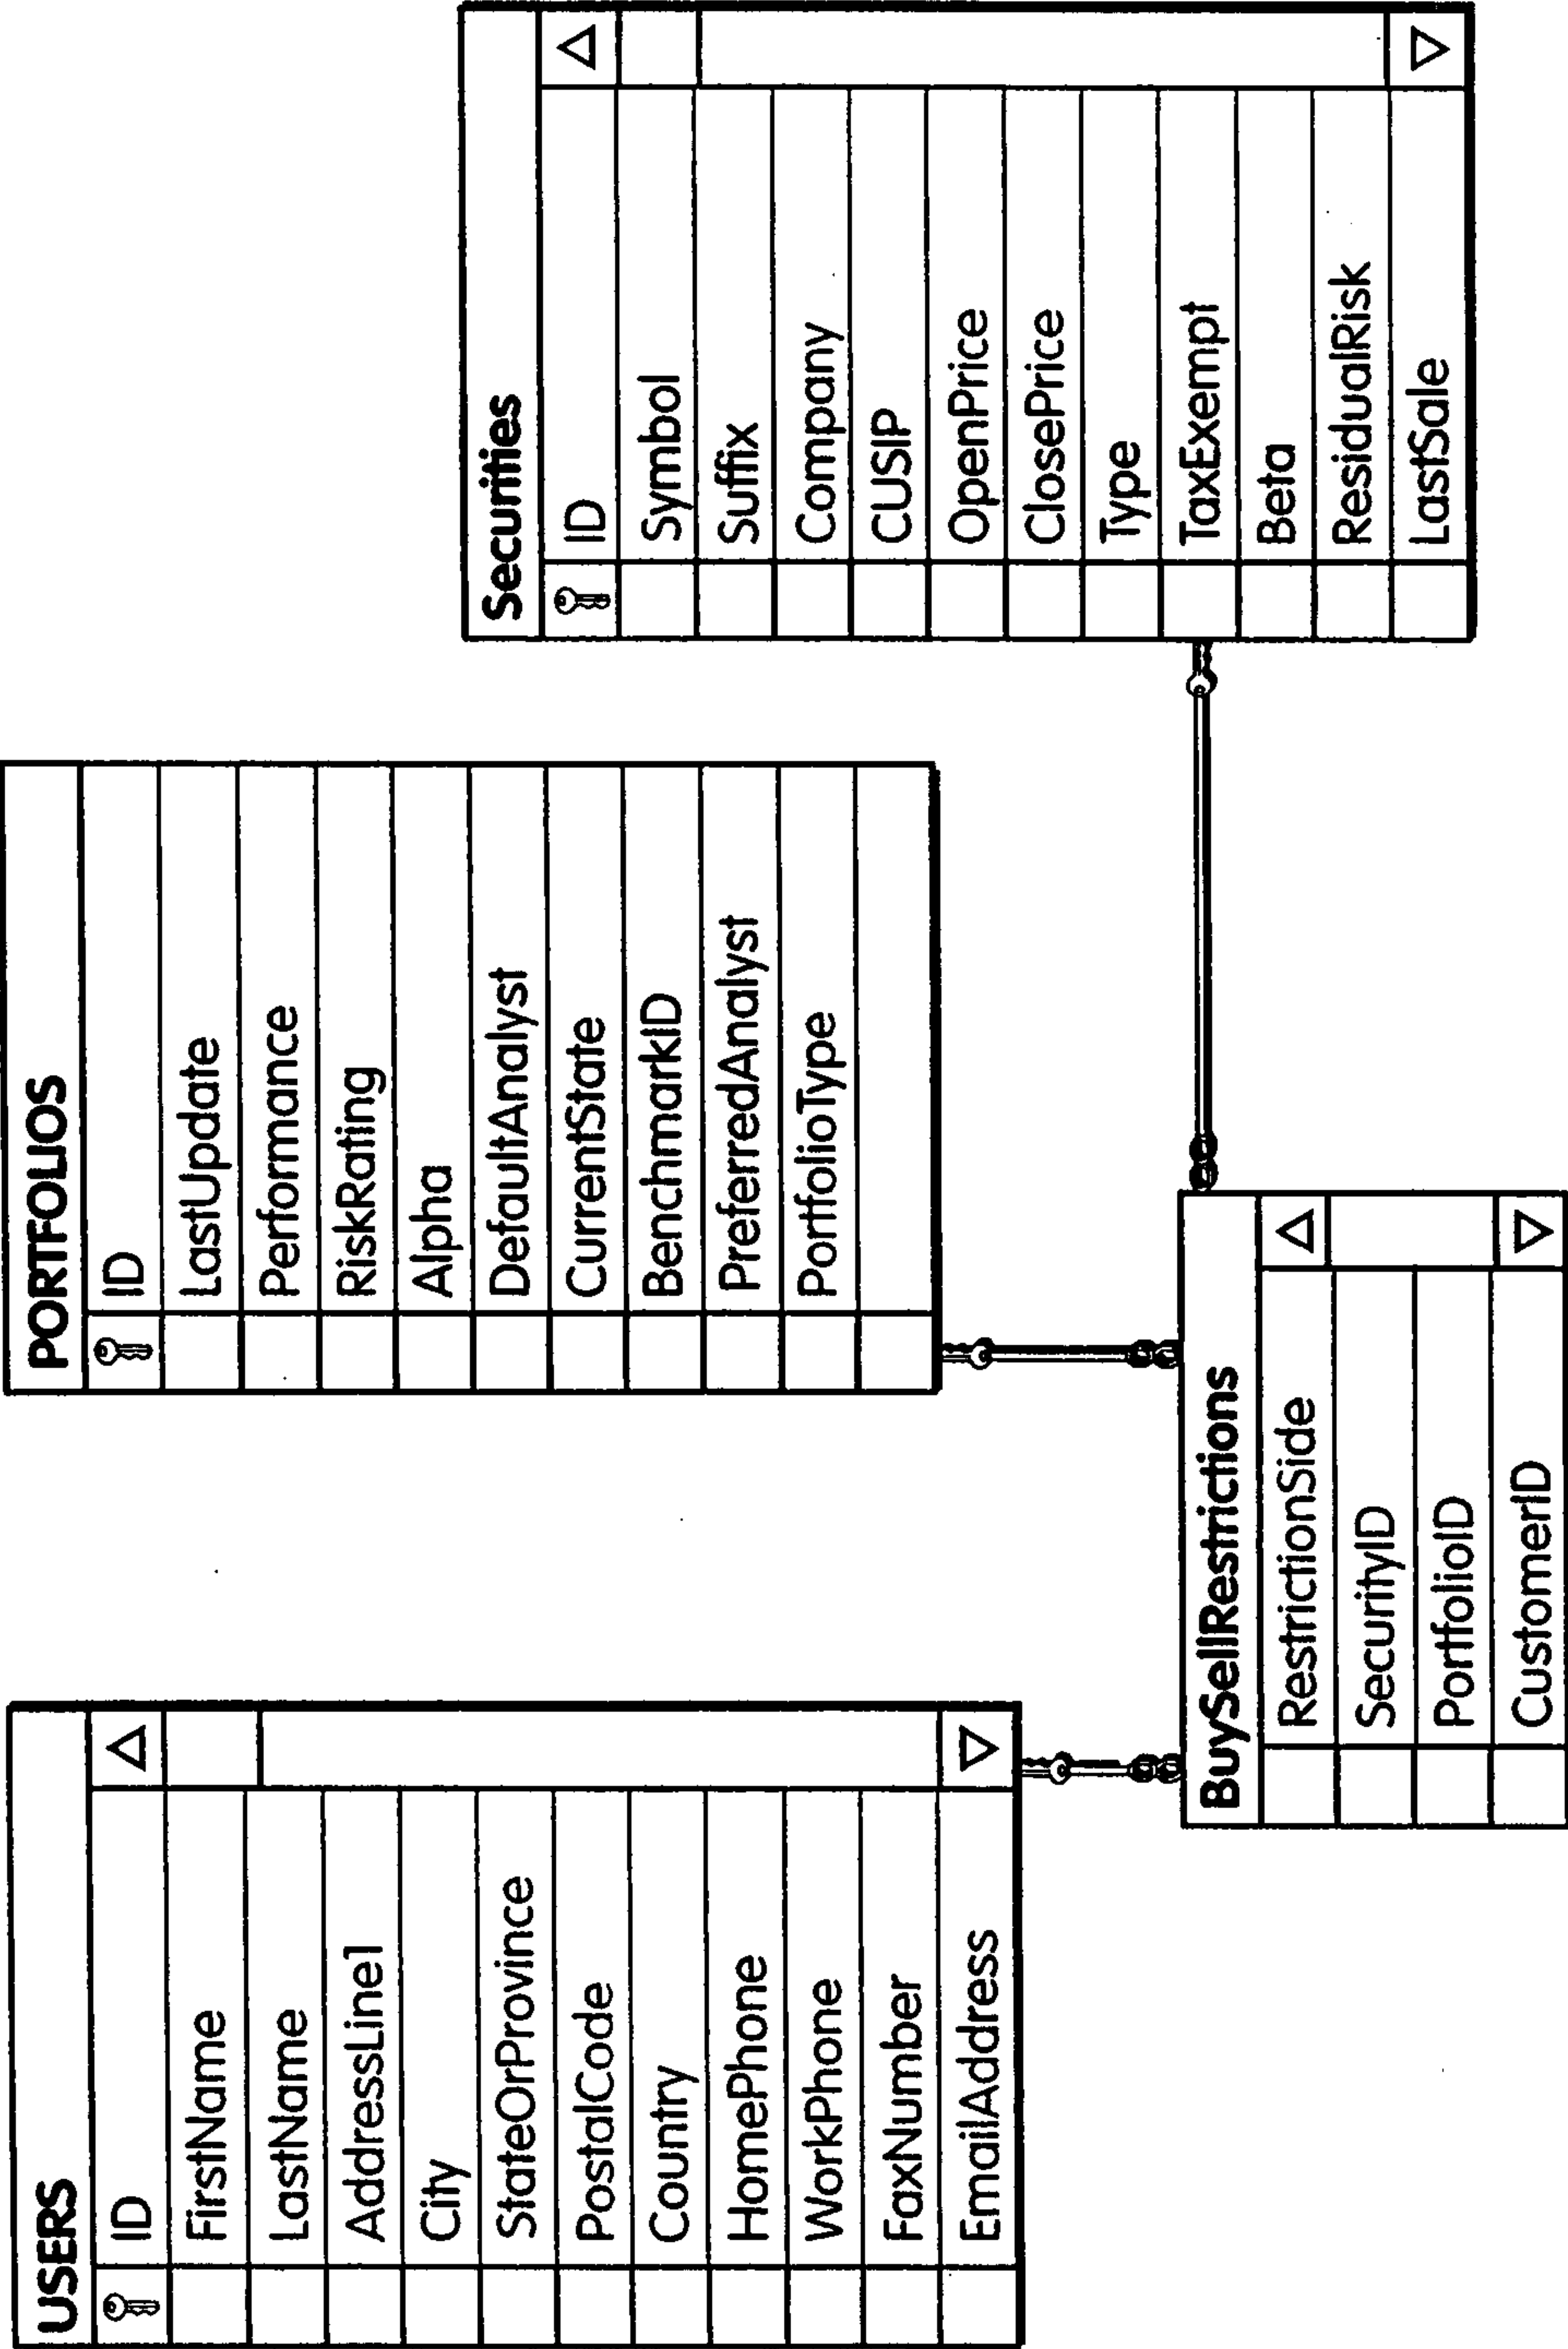 USERS
ID
FirstName
LastName
AddressLine1
City
StateOrProvince
PostalCode
Country
HomePhone
WorkPhone
FaxNumber
EmailAddress
PORTFOLIOS
ID
LastUpdate
Performance
RiskRating
Alpha
DefaultAnalyst
CurrentState
BenchmarkID
PreferredAnalyst
PortfolioType
Securities
ID
Symbol
Suffix
Company
CUSIP
OpenPrice
ClosePrice
Type
TaxExempt
Beta
ResidualRisk
LastSale
BuySellRestrictions
RestrictionSide
SecurityID
PortfolioID
CustomerID